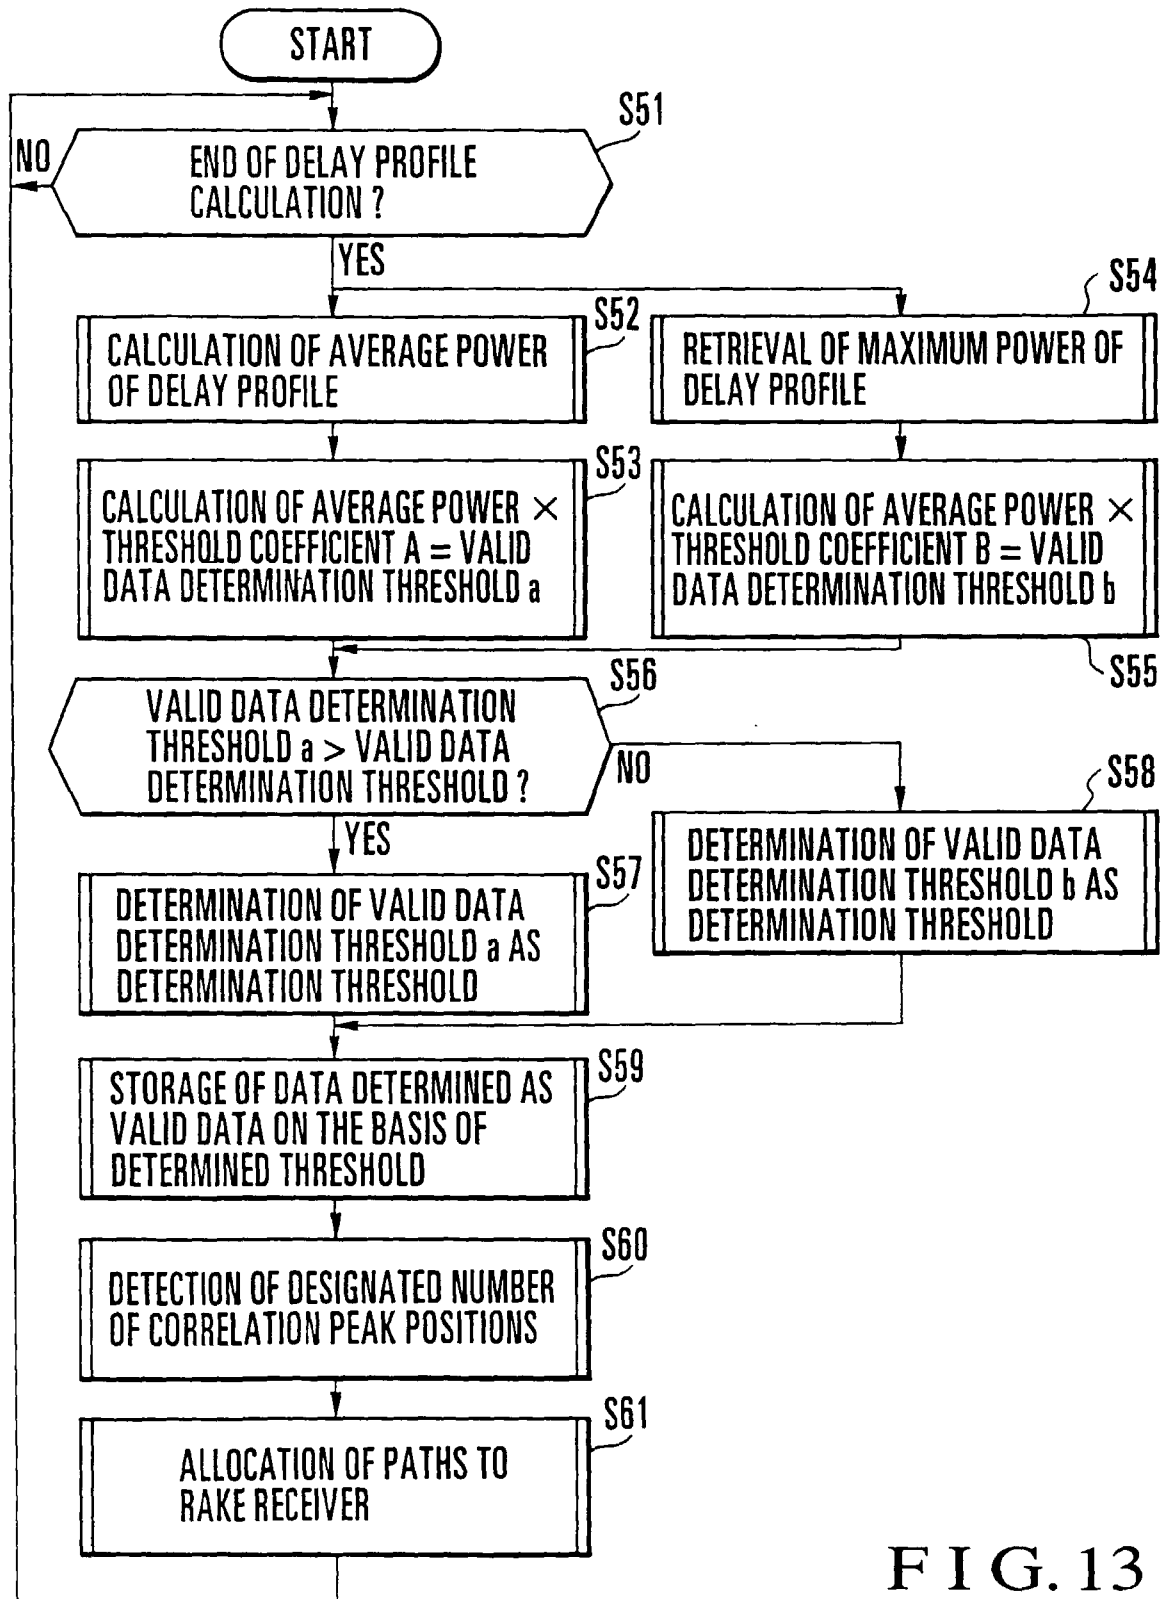 START
S51
NO
END OF DELAY PROFILE
CALCULATION ?
YES
S54
S52
CALCULATION OF AVERAGE POWER
OF DELAY PROFILE
RETRIEVAL OF MAXIMUM POWER OF
DELAY PROFILE
S53
CALCULATION OF AVERAGE POWER ×
THRESHOLD COEFFICIENT A = VALID
DATA DETERMINATION THRESHOLD a
CALCULATION OF AVERAGE POWER ×
THRESHOLD COEFFICIENT B = VALID
DATA DETERMINATION THRESHOLD b
S55
S56
VALID DATA DETERMINATION
THRESHOLD a > VALID DATA
DETERMINATION THRESHOLD ?
NO
YES
S58
DETERMINATION OF VALID DATA
DETERMINATION THRESHOLD b AS
DETERMINATION THRESHOLD
S57
DETERMINATION OF VALID DATA
DETERMINATION THRESHOLD a AS
DETERMINATION THRESHOLD
S59
STORAGE OF DATA DETERMINED AS
VALID DATA ON THE BASIS OF
DETERMINED THRESHOLD
S60
DETECTION OF DESIGNATED NUMBER
OF CORRELATION PEAK POSITIONS
S61
ALLOCATION OF PATHS TO
RAKE RECEIVER
FIG. 13